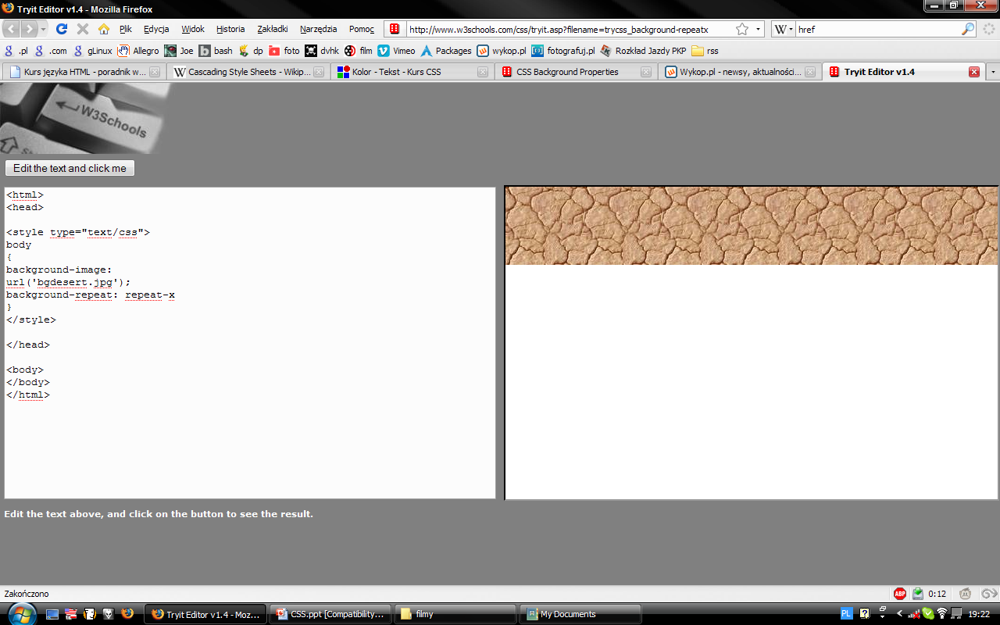 Tryit Editor v1.4 - Mozilla Firefox
Plik Edycja Widok Historia Zakładki Narzędzia Pomoc http://www.w3schools.com/css/tryit.asp?filename=trycss_background-repeatx W href
.pl .com gLinux Allegro Joe bash dp foto dvhk film Vimeo Packages wykop.pl fotografuj.pl Rozkład Jazdy PKP rss
Kurs języka HTML - poradnik w... Cascading Style Sheets - Wikip... Kolor - Tekst - Kurs CSS CSS Background Properties Wykop.pl - newsy, aktualności... Tryit Editor v1.4
W3Schools
Edit the text and click me
<html>
<head>
<style type="text/css">
body
{
background-image:
url('bgdesert.jpg');
background-repeat: repeat-x
}
</style>
</head>
<body>
</body>
</html>
Edit the text above, and click on the button to see the result.
Zakończono ABP 0:12
Tryit Editor v1.4 - Moz... CSS.ppt [Compatibility... filmy My Documents PL 19:22